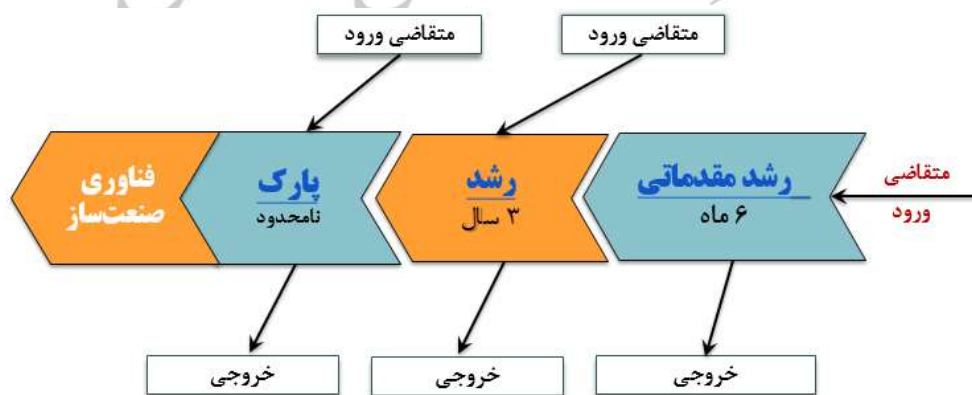 متقاضی ورود
متقاضی ورود
متقاضی
ورود
رشد مقدماتی
۶ ماه
رشد
۳ سال
پارک
نامحدود
فناوری
صنعت‌ساز
خروجی
خروجی
خروجی